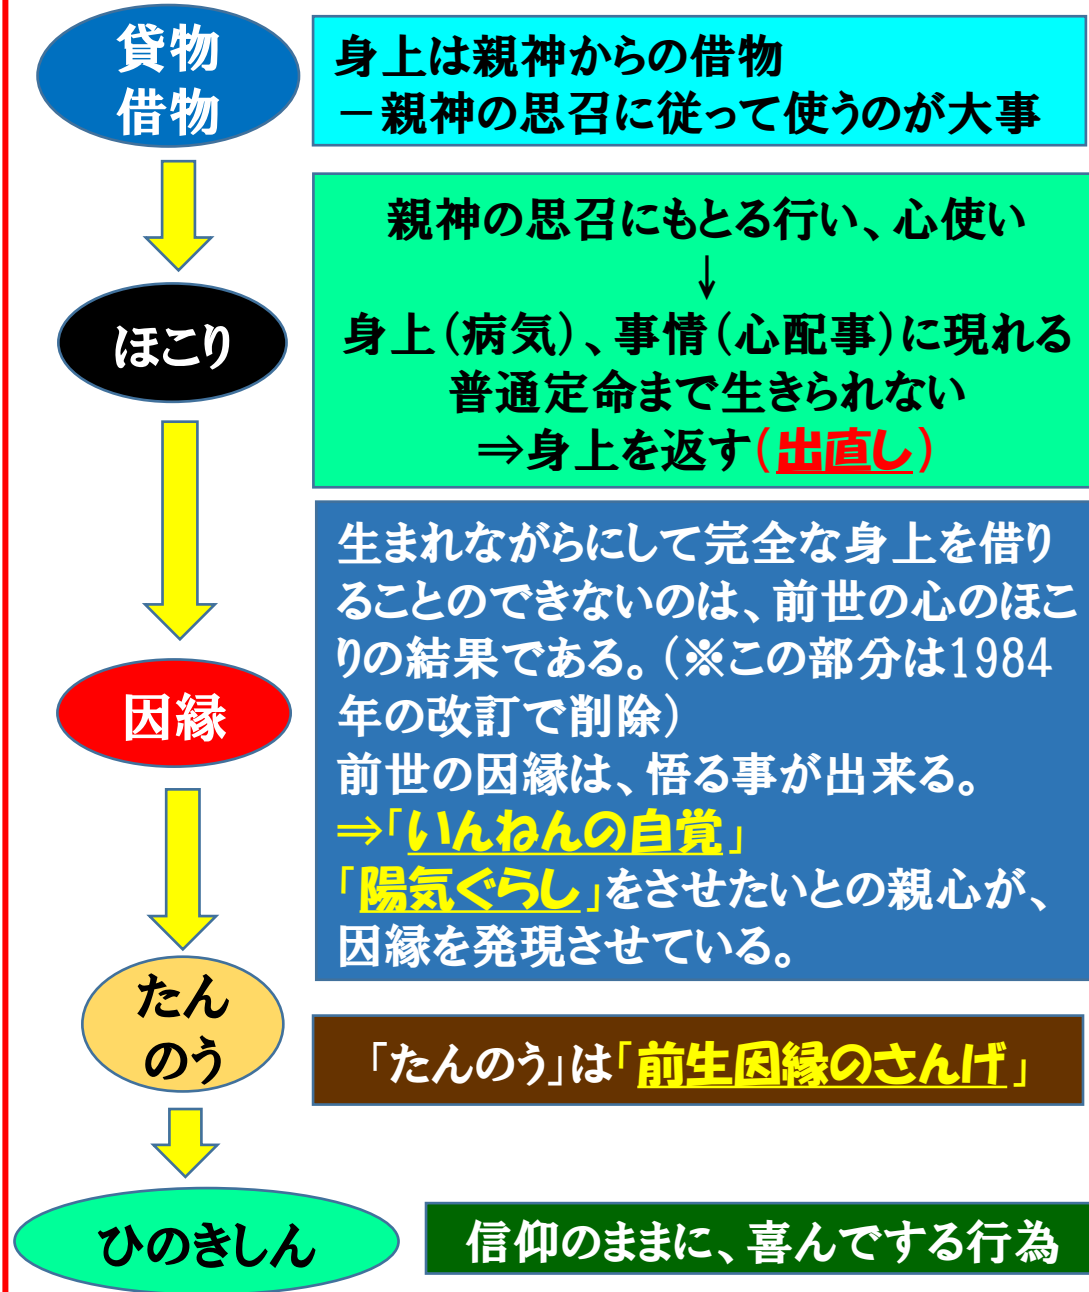 貸物
借物
身上は親神からの借物
－親神の思召に従って使うのが大事
親神の思召にもとる行い、心使い
↓
身上(病気)、事情(心配事)に現れる
普通定命まで生きられない
⇒身上を返す(出直し)
ほこり
生まれながらにして完全な身上を借り
ることのできないのは、前世の心のほこ
りの結果である。(※この部分は1984
年の改訂で削除)
前世の因縁は、悟る事が出来る。
⇒「いんねんの自覚」
「陽気ぐらし」をさせたいとの親心が、
因縁を発現させている。
因縁
たん
のう
「たんのう」は「前生因縁のさんげ」
ひのきしん
信仰のままに、喜んでする行為